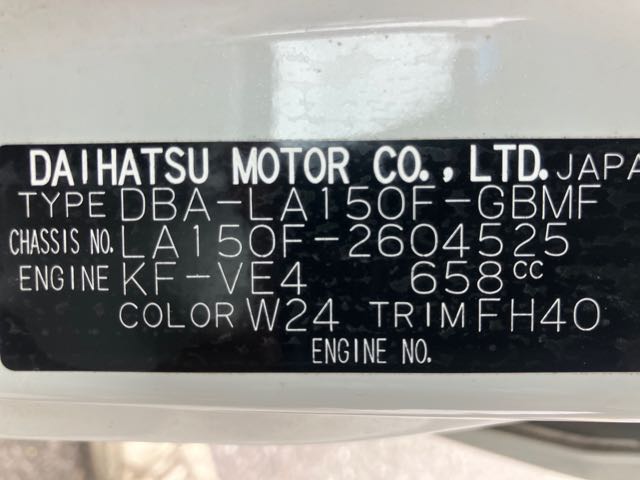 DAIHATSU MOTOR CO., LTD. JAPA
TYPE DBA-LA150F-GBMF
CHASSIS NO. LA150F-2604525
ENGINE KF-VE4 658cc
COLOR W24 TRIM FH40
ENGINE NO.